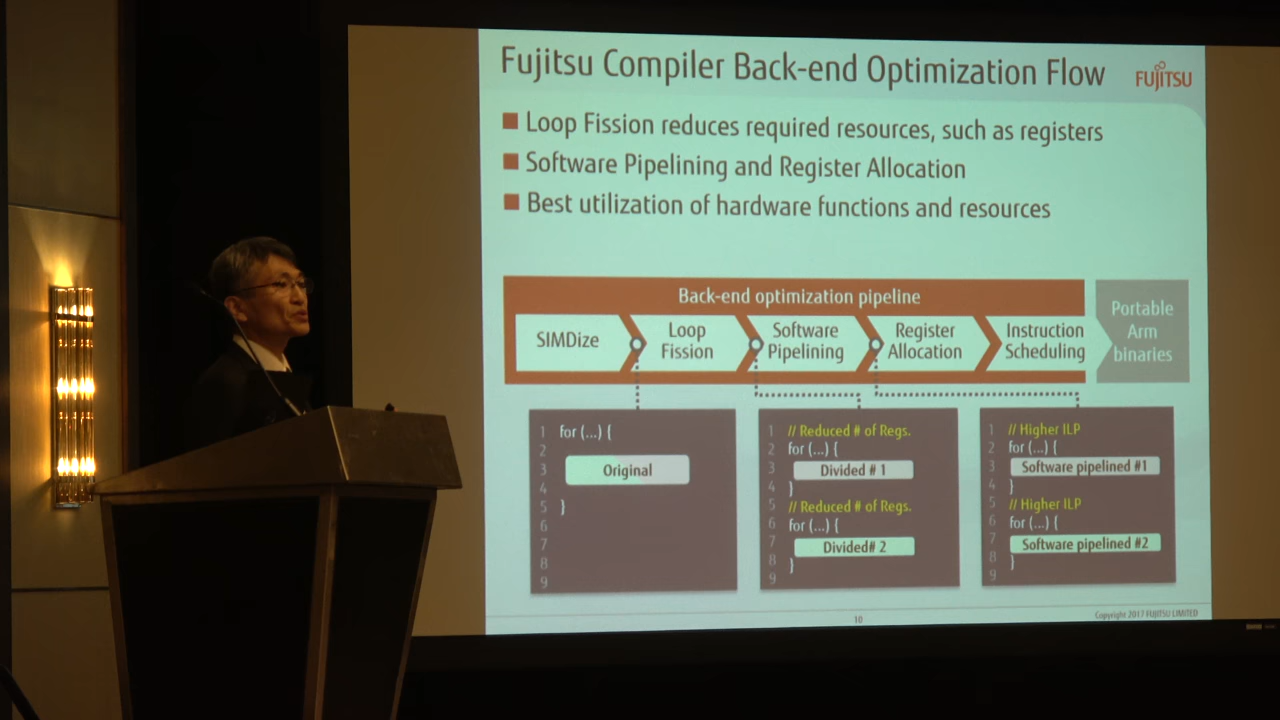 Fujitsu Compiler Back-end Optimization Flow
FUJITSU
Loop Fission reduces required resources, such as registers
Software Pipelining and Register Allocation
Best utilization of hardware functions and resources
Back-end optimization pipeline
SIMDize
Loop
Fission
Software
Pipelining
Register
Allocation
Instruction
Scheduling
Portable
Arm
binaries
1 for (...) {
2
3 Original
4
5 }
6
7
8
9
1 // Reduced # of Regs.
2 for (...) {
3 Divided # 1
4 }
5 // Reduced # of Regs.
6 for (...) {
7 Divided# 2
8 }
9
1 // Higher ILP
2 for (...) {
3 Software pipelined #1
4 }
5 // Higher ILP
6 for (...) {
7 Software pipelined #2
8 }
9
10
Copyright 2017 FUJITSU LIMITED